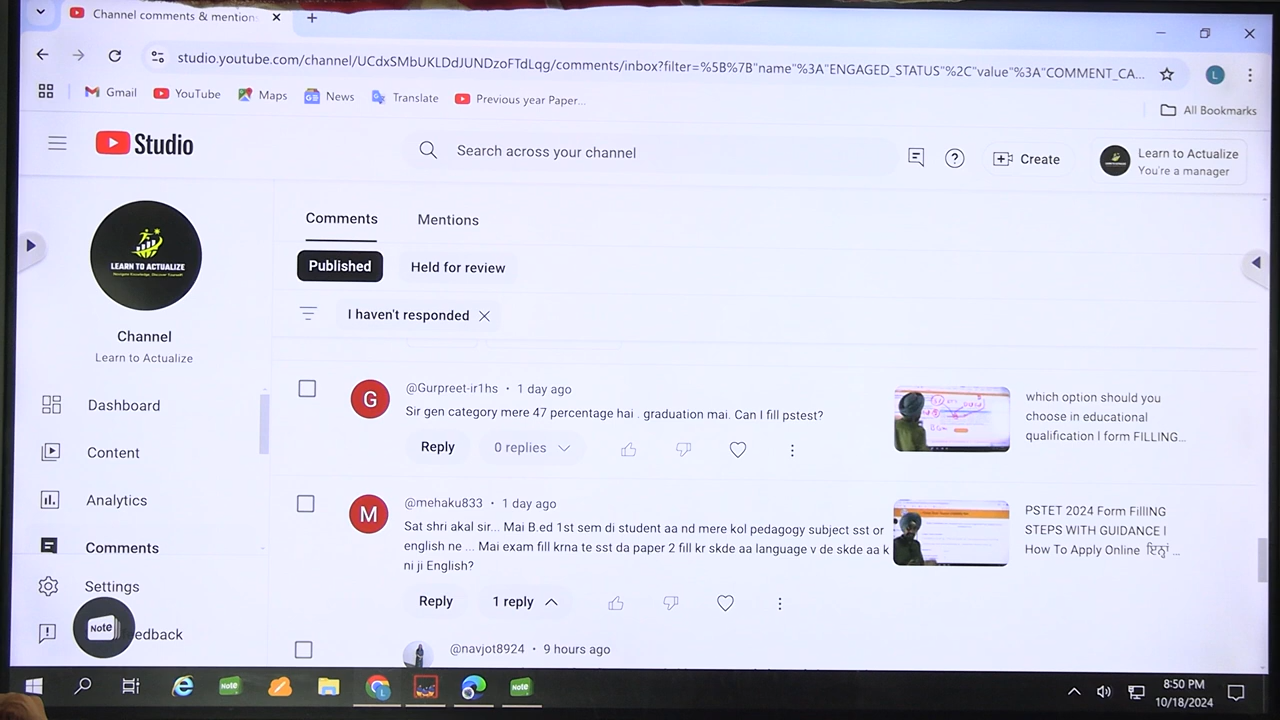 Channel comments & mention
studio.youtube.com/channel/UCdxSMbUKLDdJUNDzoFTdLqg/comments/inbox?filter=%5B%7B"name"%3A"ENGAGED_STATUS"%2C"value"%3A"COMMENT_CA...
L
Gmail
YouTube
Maps
News
Translate
Previous year Paper...
All Bookmarks
Studio
Search across your channel
Create
Learn to Actualize
You're a manager
LEARN TO ACTUALIZE
Channel
Learn to Actualize
Dashboard
Content
Analytics
Comments
Settings
Note
edback
Comments
Mentions
Published
Held for review
I haven't responded
G
@Gurpreet-ir1hs • 1 day ago
Sir gen category mere 47 percentage hai . graduation mai. Can I fill pstest?
Reply
0 replies
which option should you
choose in educational
qualification I form FILLING...
M
@mehaku833 • 1 day ago
Sat shri akal sir... Mai B.ed 1st sem di student aa nd mere kol pedagogy subject sst or
english ne ... Mai exam fill krna te sst da paper 2 fill kr skde aa language v de skde aa k
ni ji English?
Reply
1 reply
PSTET 2024 Form FillING
STEPS WITH GUIDANCE I
How To Apply Online ਇਨ੍ਹਾਂ ...
@navjot8924 • 9 hours ago
Note
L
Note
8:50 PM
10/18/2024